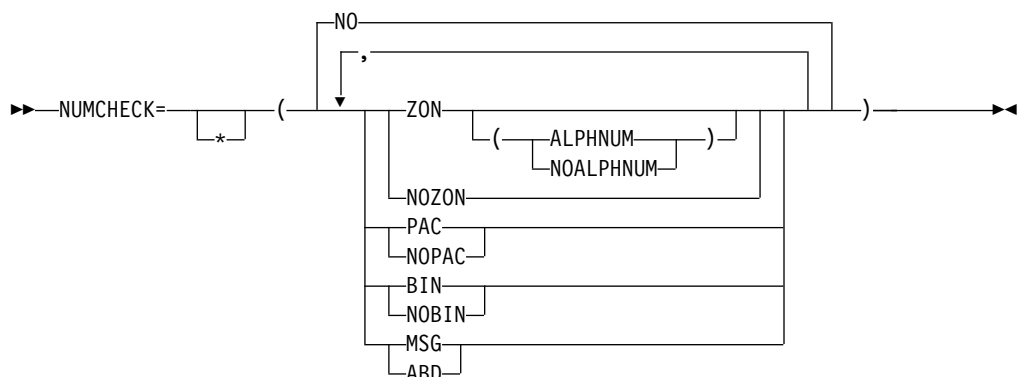 NO
,
NUMCHECK= ( ZON )
* ( ALPHNUM )
NOALPHNUM
NOZON
PAC
NOPAC
BIN
NOBIN
MSG
ABD